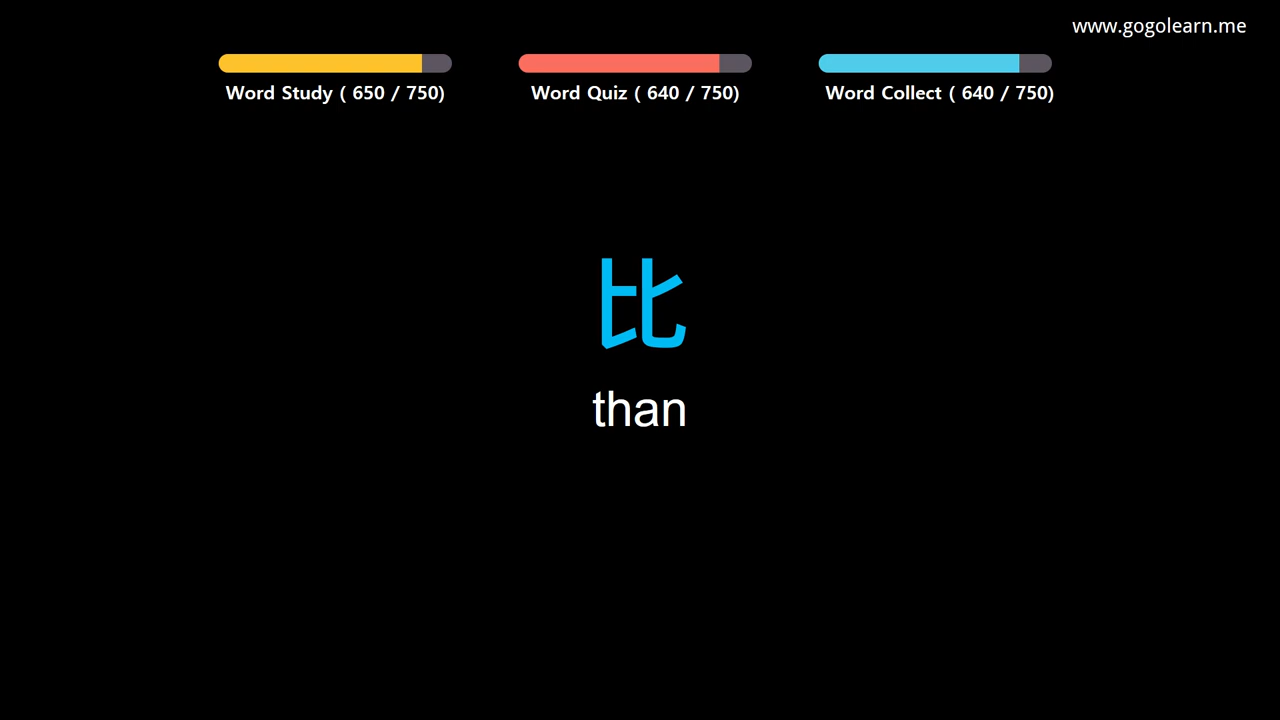 www.gogolearn.me
Word Study ( 650 / 750)
Word Quiz ( 640 / 750)
Word Collect ( 640 / 750)
比
than